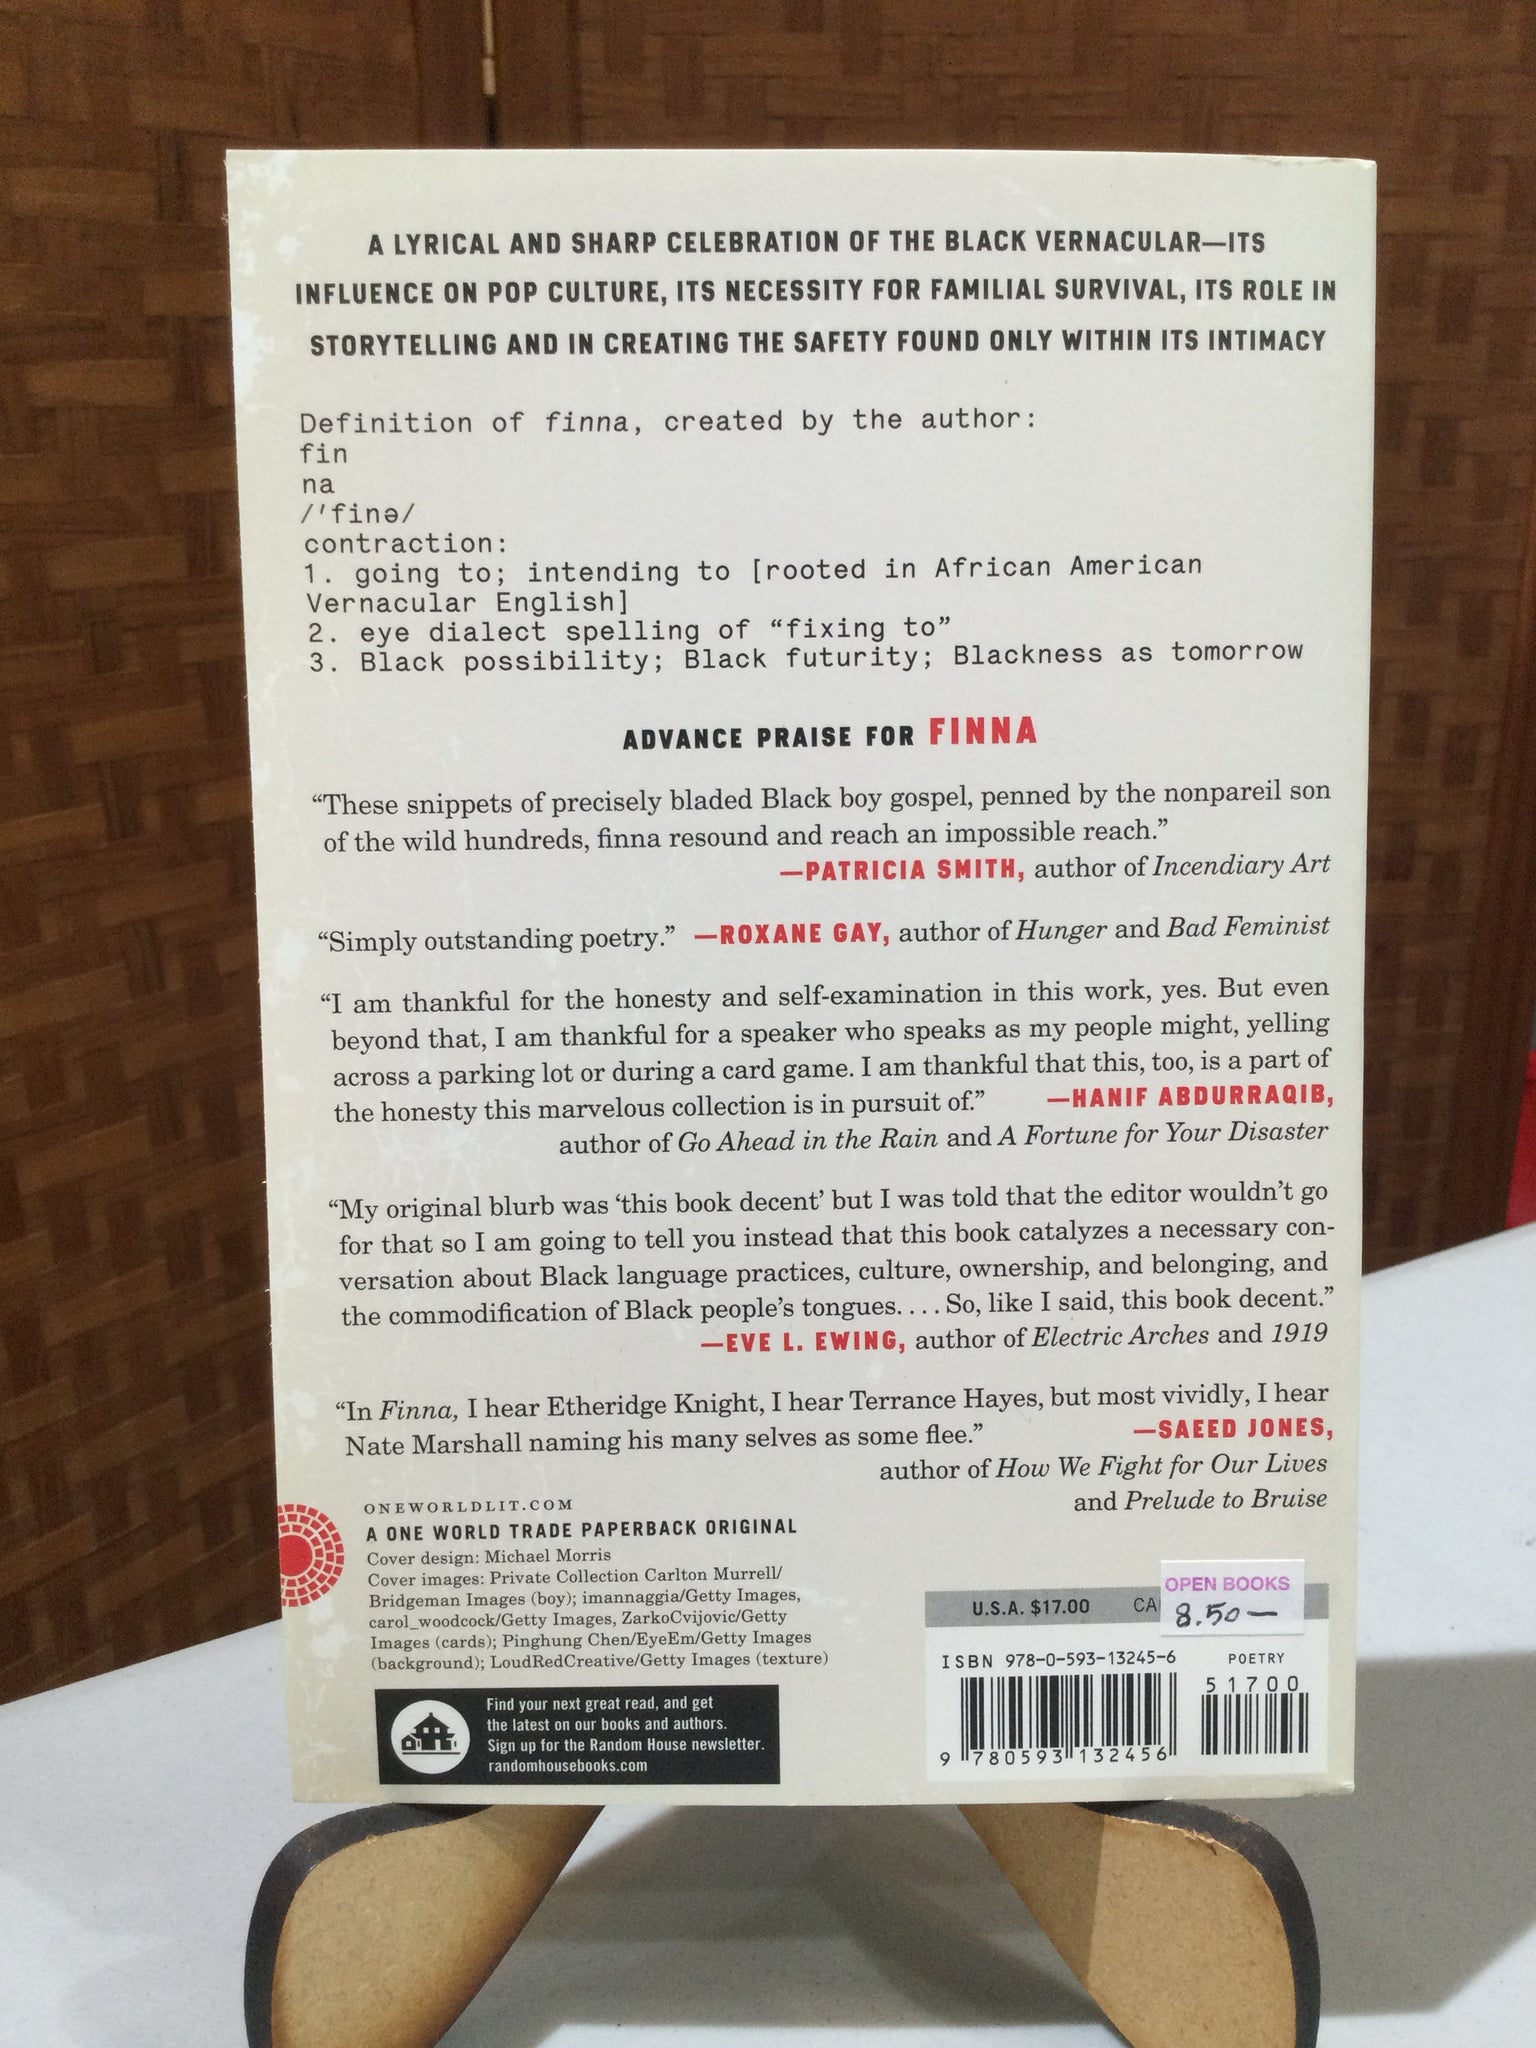 A LYRICAL AND SHARP CELEBRATION OF THE BLACK VERNACULAR—ITS
INFLUENCE ON POP CULTURE, ITS NECESSITY FOR FAMILIAL SURVIVAL, ITS ROLE IN
STORYTELLING AND IN CREATING THE SAFETY FOUND ONLY WITHIN ITS INTIMACY
Definition of finna, created by the author:
fin
na
/ˈfinə/
contraction:
1. going to; intending to [rooted in African American
Vernacular English]
2. eye dialect spelling of “fixing to”
3. Black possibility; Black futurity; Blackness as tomorrow
ADVANCE PRAISE FOR FINNA
“These snippets of precisely bladed Black boy gospel, penned by the nonpareil son
of the wild hundreds, finna resound and reach an impossible reach.”
—PATRICIA SMITH, author of Incendiary Art
“Simply outstanding poetry.” —ROXANE GAY, author of Hunger and Bad Feminist
“I am thankful for the honesty and self-examination in this work, yes. But even
beyond that, I am thankful for a speaker who speaks as my people might, yelling
across a parking lot or during a card game. I am thankful that this, too, is a part of
the honesty this marvelous collection is in pursuit of.” —HANIF ABDURRAQIB,
author of Go Ahead in the Rain and A Fortune for Your Disaster
“My original blurb was ‘this book decent’ but I was told that the editor wouldn’t go
for that so I am going to tell you instead that this book catalyzes a necessary con-
versation about Black language practices, culture, ownership, and belonging, and
the commodification of Black people’s tongues. . . . So, like I said, this book decent.”
—EVE L. EWING, author of Electric Arches and 1919
“In Finna, I hear Etheridge Knight, I hear Terrance Hayes, but most vividly, I hear
Nate Marshall naming his many selves as some flee.” —SAEED JONES,
author of How We Fight for Our Lives
and Prelude to Bruise
ONEWORLDLIT.COM
A ONE WORLD TRADE PAPERBACK ORIGINAL
Cover design: Michael Morris
Cover images: Private Collection Carlton Murrell/
Bridgeman Images (boy); imannaggia/Getty Images,
carol_woodcock/Getty Images, ZarkoCvijovic/Getty
Images (cards); Pinghung Chen/EyeEm/Getty Images
(background); LoudRedCreative/Getty Images (texture)
Find your next great read, and get
the latest on our books and authors.
Sign up for the Random House newsletter.
randomhousebooks.com
OPEN BOOKS
8.50—
U.S.A. $17.00 CA
ISBN 978-0-593-13245-6 POETRY
51700
9 780593 132456